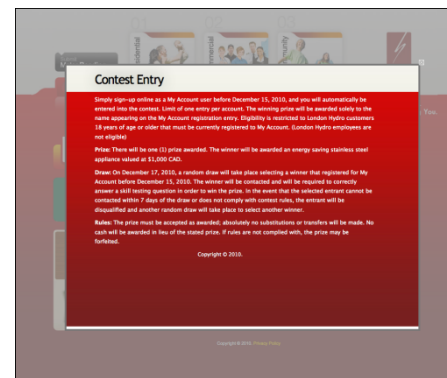 01 02 03
Contest Entry
Simply sign-up online as a My Account user before December 15, 2010, and you will automatically be
entered into the contest. Limit of one entry per account. The winning prize will be awarded solely to the
name appearing on the My Account registration entry. Eligibility is restricted to London Hydro customers
18 years of age or older that must be currently registered to My Account. (London Hydro employees are
not eligible)
Prize: There will be one (1) prize awarded. The winner will be awarded an energy saving stainless steel
appliance valued at $1,000 CAD.
Draw: On December 17, 2010, a random draw will take place selecting a winner that registered for My
Account before December 15, 2010. The winner will be contacted and will be required to correctly
answer a skill testing question in order to win the prize. In the event that the selected entrant cannot be
contacted within 7 days of the draw or does not comply with contest rules, the entrant will be
disqualified and another random draw will take place to select another winner.
Rules: The prize must be accepted as awarded; absolutely no substitutions or transfers will be made. No
cash will be awarded in lieu of the stated prize. If rules are not complied with, the prize may be
forfeited.
Copyright © 2010.
Copyright © 2010. Privacy Policy